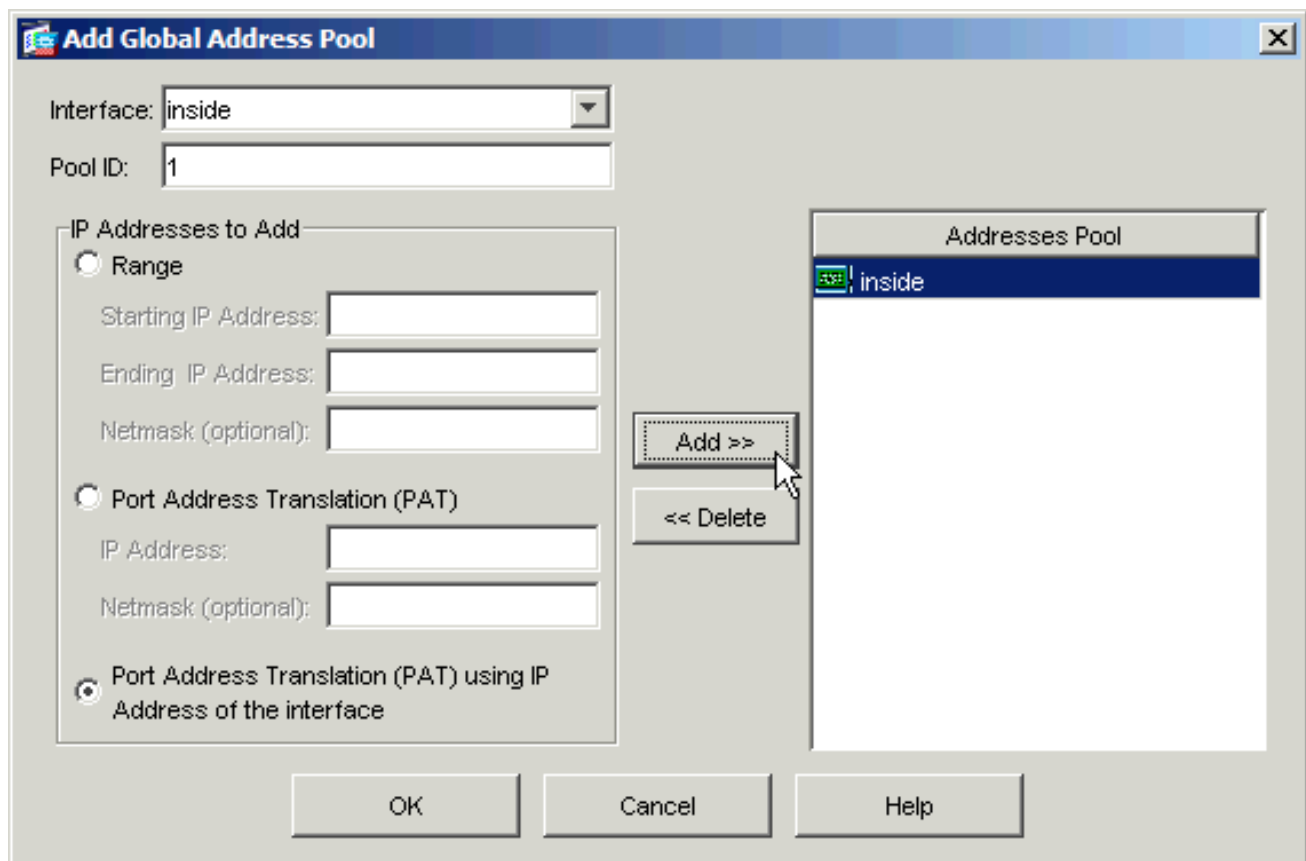 Add Global Address Pool
Interface: inside
Pool ID: 1
IP Addresses to Add
Range
Starting IP Address:
Ending IP Address:
Netmask (optional):
Port Address Translation (PAT)
IP Address:
Netmask (optional):
Port Address Translation (PAT) using IP
Address of the interface
Add >>
<< Delete
Addresses Pool
inside
OK
Cancel
Help